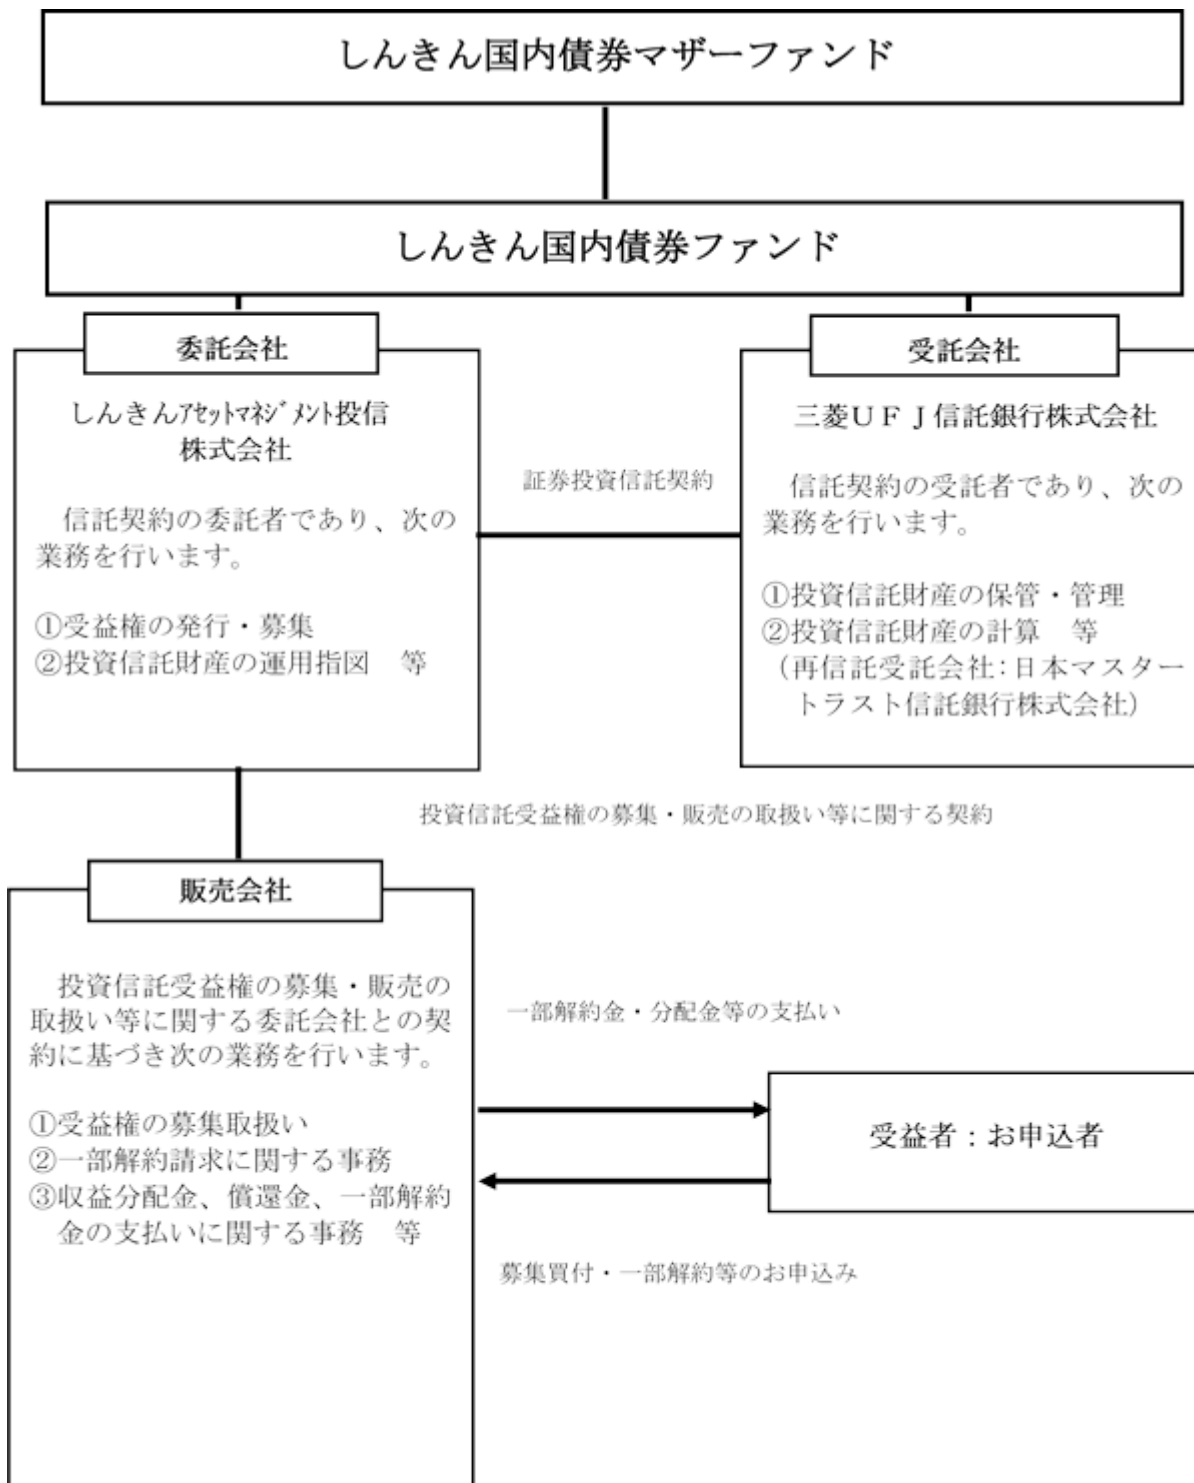 しんきん国内債券マザーファンド
しんきん国内債券ファンド
委託会社
しんきんｱｾｯﾄﾏﾈｼﾞﾒﾝﾄ投信
株式会社
信託契約の委託者であり、次の
業務を行います。
①受益権の発行・募集
②投資信託財産の運用指図　等
証券投資信託契約
受託会社
三菱ＵＦＪ信託銀行株式会社
信託契約の受託者であり、次の
業務を行います。
①投資信託財産の保管・管理
②投資信託財産の計算　等
（再信託受託会社：日本マスター
トラスト信託銀行株式会社）
投資信託受益権の募集・販売の取扱い等に関する契約
販売会社
投資信託受益権の募集・販売の
取扱い等に関する委託会社との契
約に基づき次の業務を行います。
①受益権の募集取扱い
②一部解約請求に関する事務
③収益分配金、償還金、一部解約
金の支払いに関する事務　等
一部解約金・分配金等の支払い
受益者：お申込者
募集買付・一部解約等のお申込み